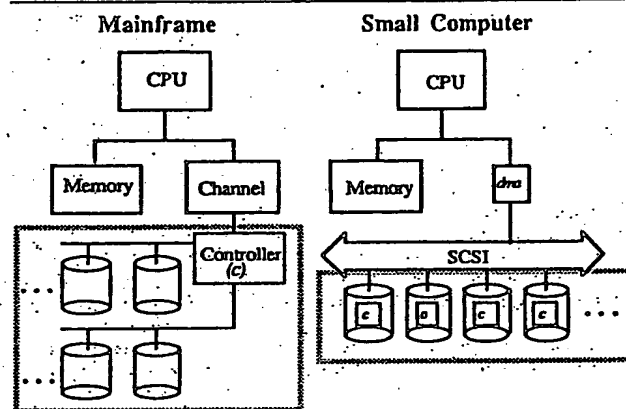 Mainframe
Small Computer
CPU
CPU
Memory
Channel
Memory
dma
Controller
(c)
SCSI
c
a
c
c